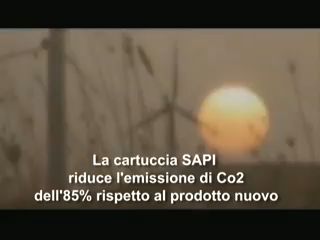 La cartuccia SAPI
riduce l'emissione di Co2
dell'85% rispetto al prodotto nuovo